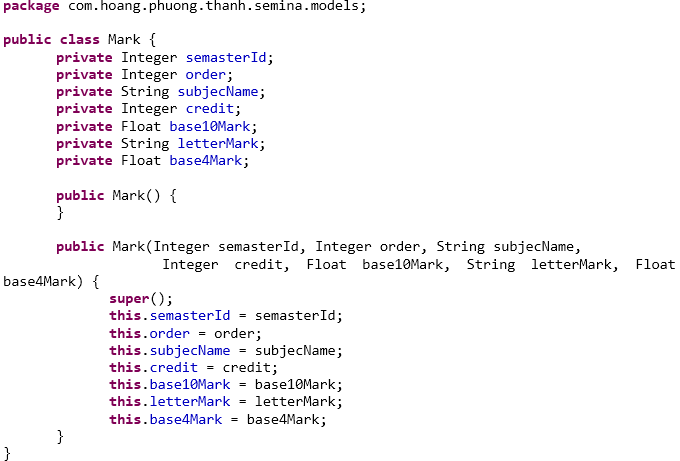 package com.hoang.phuong.thanh.semina.models;
public class Mark {
private Integer semasterId;
private Integer order;
private String subjecName;
private Integer credit;
private Float base10Mark;
private String letterMark;
private Float base4Mark;
public Mark() {
}
public Mark(Integer semasterId, Integer order, String subjecName,
Integer credit, Float base10Mark, String letterMark, Float
base4Mark) {
super();
this.semasterId = semasterId;
this.order = order;
this.subjecName = subjecName;
this.credit = credit;
this.base10Mark = base10Mark;
this.letterMark = letterMark;
this.base4Mark = base4Mark;
}
}